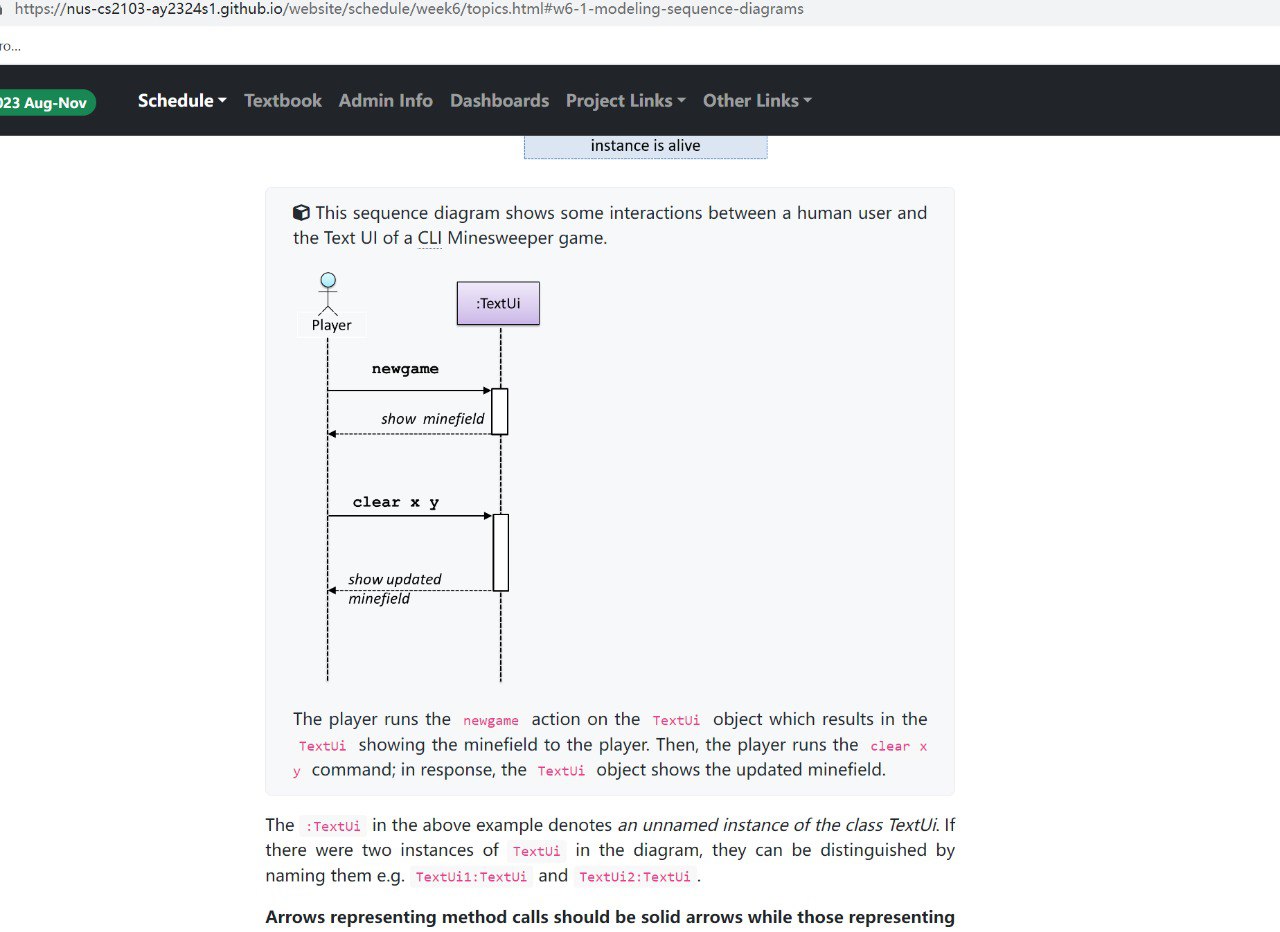 https://nus-cs2103-ay2324s1.github.io/website/schedule/week6/topics.html#w6-1-modeling-sequence-diagrams
ro...
023 Aug-Nov Schedule Textbook Admin Info Dashboards Project Links Other Links
instance is alive
This sequence diagram shows some interactions between a human user and
the Text UI of a CLI Minesweeper game.
:TextUi
Player
newgame
show minefield
clear x y
show updated
minefield
The player runs the newgame action on the TextUi object which results in the
TextUi showing the minefield to the player. Then, the player runs the clear x
y command; in response, the TextUi object shows the updated minefield.
The :TextUi in the above example denotes an unnamed instance of the class TextUi. If
there were two instances of TextUi in the diagram, they can be distinguished by
naming them e.g. TextUi1:TextUi and TextUi2:TextUi.
Arrows representing method calls should be solid arrows while those representing